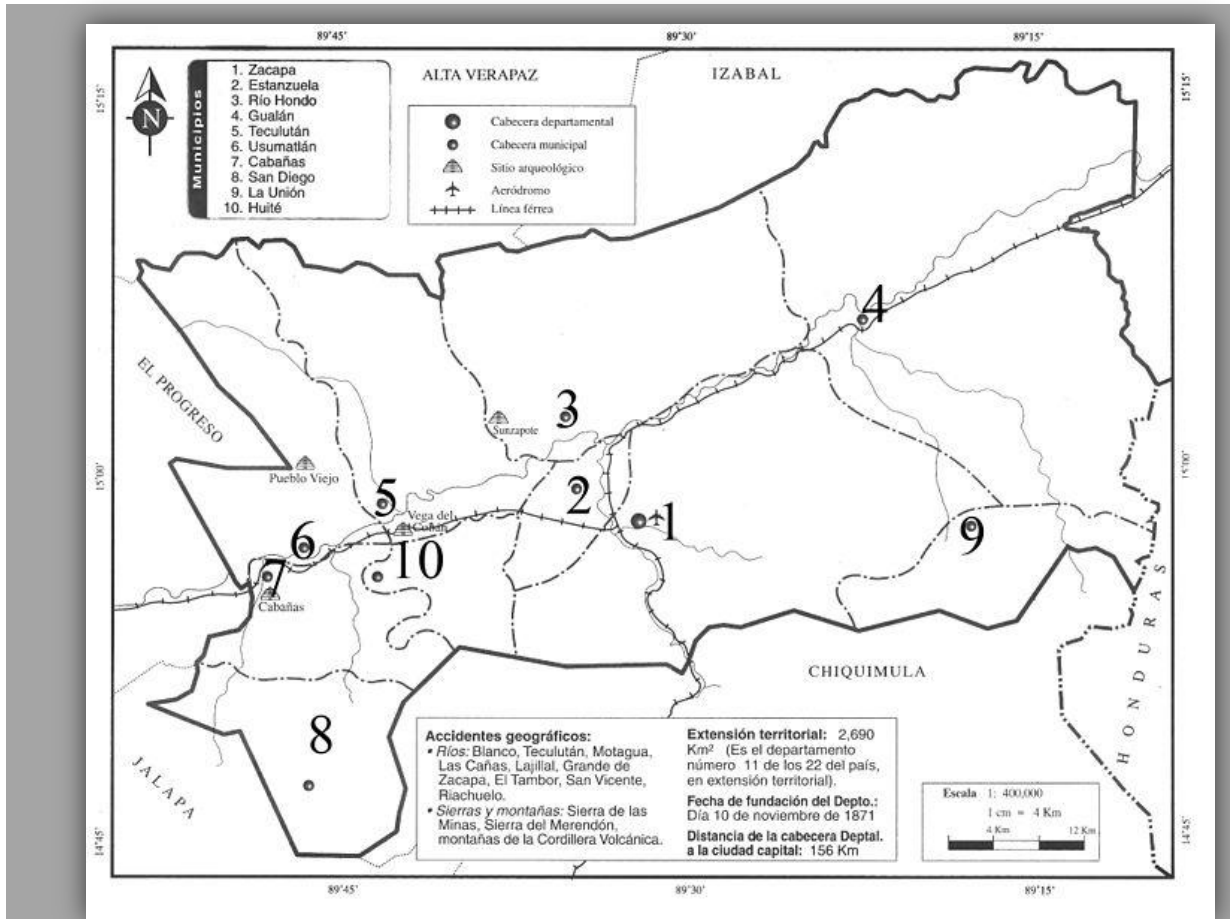 89°45'
89°30'
89°15'
Municipios
1. Zacapa
2. Estanzuela
3. Río Hondo
4. Gualán
5. Teculután
6. Usumatlán
7. Cabañas
8. San Diego
9. La Unión
10. Huité
ALTA VERAPAZ
IZABAL
15°15'
15°15'
N
Cabecera departamental
Cabecera municipal
Sitio arqueológico
Aeródromo
Línea férrea
4
EL PROGRESO
3
Sunzapote
15°00'
15°00'
Pueblo Viejo
5
2
Vega del
Coñán
1
9
6
10
7
Cabañas
HONDURAS
CHIQUIMULA
8
JALAPA
Accidentes geográficos:
• Ríos: Blanco, Teculután, Motagua,
Las Cañas, Lajillal, Grande de
Zacapa, El Tambor, San Vicente,
Riachuelo.
• Sierras y montañas: Sierra de las
Minas, Sierra del Merendón,
montañas de la Cordillera Volcánica.
Extensión territorial: 2,690
Km² (Es el departamento
número 11 de los 22 del país,
en extensión territorial).
Fecha de fundación del Depto.:
Día 10 de noviembre de 1871
Distancia de la cabecera Deptal.
a la ciudad capital: 156 Km
Escala 1: 400,000
1 cm = 4 Km
4 Km
12 Km
14°45'
14°45'
89°45'
89°30'
89°15'